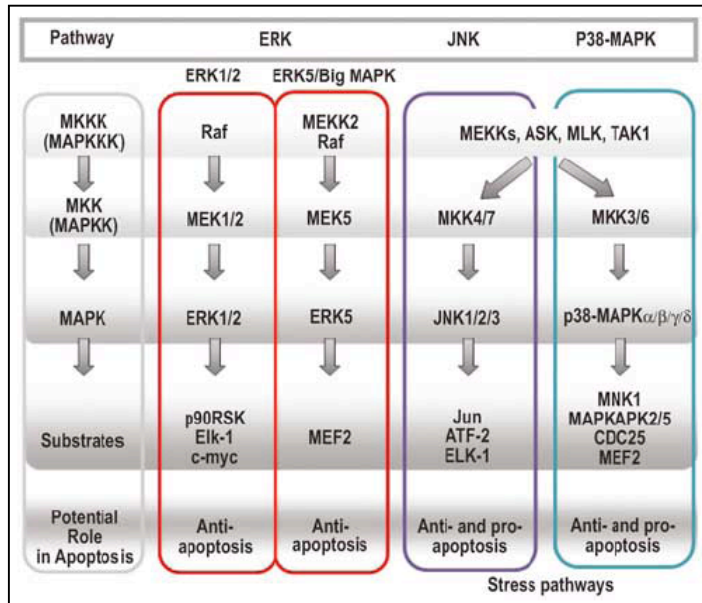 Pathway ERK JNK P38-MAPK
ERK1/2 ERK5/Big MAPK
MKKK
(MAPKKK)
Raf
MEKK2
Raf
MEKKs, ASK, MLK, TAK1
MKK
(MAPKK)
MEK1/2
MEK5
MKK4/7
MKK3/6
MAPK
ERK1/2
ERK5
JNK1/2/3
p38-MAPKα/β/γ/δ
Substrates
p90RSK
Elk-1
c-myc
MEF2
Jun
ATF-2
ELK-1
MNK1
MAPKAPK2/5
CDC25
MEF2
Potential
Role
in Apoptosis
Anti-
apoptosis
Anti-
apoptosis
Anti- and pro-
apoptosis
Anti- and pro-
apoptosis
Stress pathways